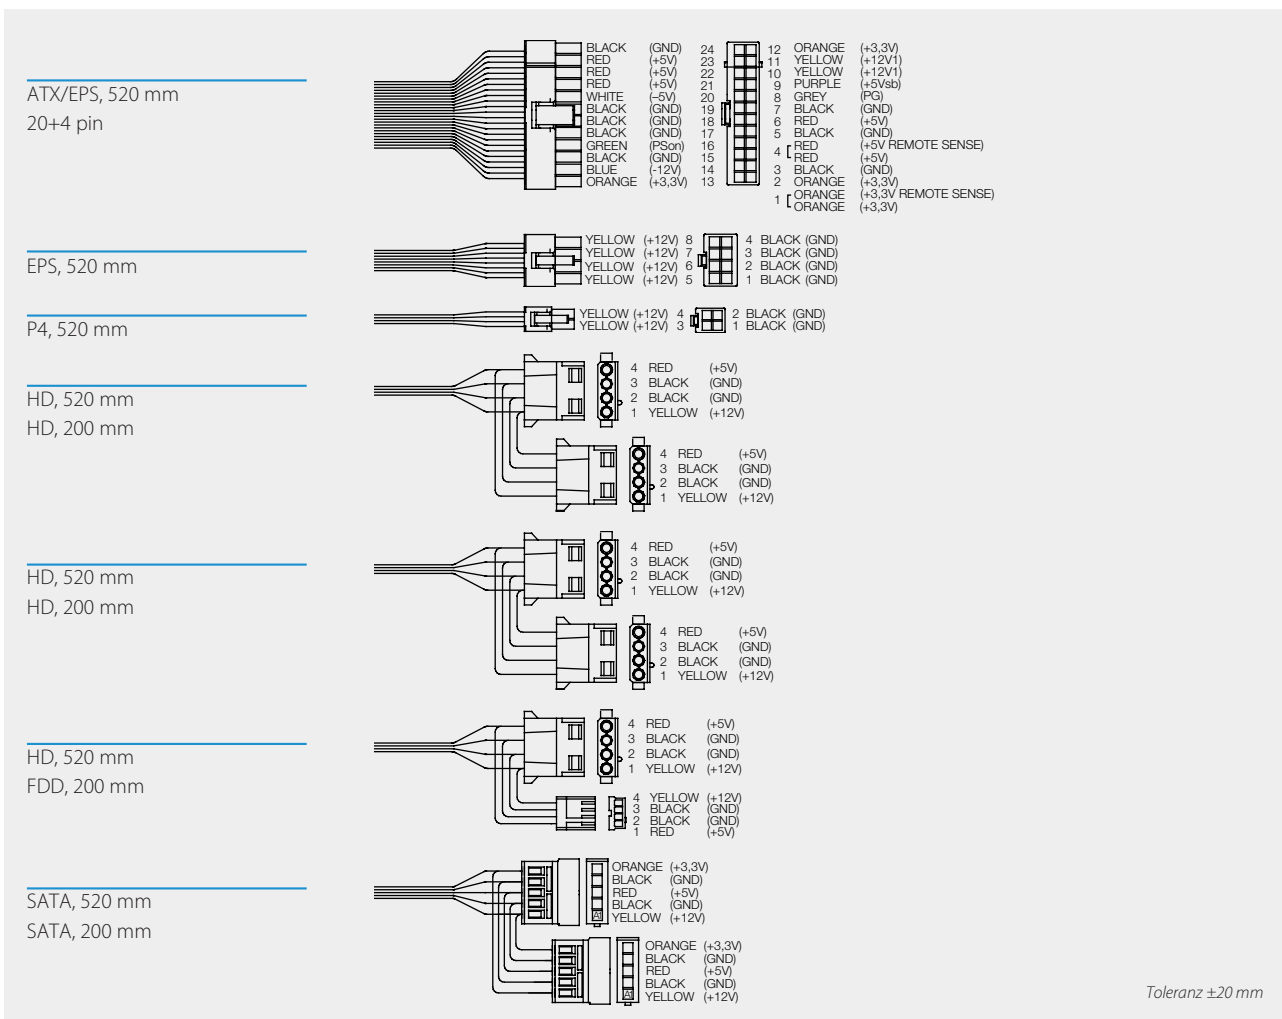 ATX/EPS, 520 mm
20+4 pin
BLACK (GND) 24
RED (+5V) 23
RED (+5V) 22
RED (+5V) 21
WHITE (–5V) 20
BLACK (GND) 19
BLACK (GND) 18
BLACK (GND) 17
GREEN (PSon) 16
BLACK (GND) 15
BLUE (-12V) 14
ORANGE (+3,3V) 13
12 ORANGE (+3,3V)
11 YELLOW (+12V1)
10 YELLOW (+12V1)
9 PURPLE (+5Vsb)
8 GREY (PG)
7 BLACK (GND)
6 RED (+5V)
5 BLACK (GND)
4 RED (+5V REMOTE SENSE)
RED (+5V)
3 BLACK (GND)
2 ORANGE (+3,3V)
1 ORANGE (+3,3V REMOTE SENSE)
ORANGE (+3,3V)
EPS, 520 mm
YELLOW (+12V) 8
YELLOW (+12V) 7
YELLOW (+12V) 6
YELLOW (+12V) 5
4 BLACK (GND)
3 BLACK (GND)
2 BLACK (GND)
1 BLACK (GND)
P4, 520 mm
YELLOW (+12V) 4
YELLOW (+12V) 3
2 BLACK (GND)
1 BLACK (GND)
HD, 520 mm
HD, 200 mm
4 RED (+5V)
3 BLACK (GND)
2 BLACK (GND)
1 YELLOW (+12V)
4 RED (+5V)
3 BLACK (GND)
2 BLACK (GND)
1 YELLOW (+12V)
HD, 520 mm
HD, 200 mm
4 RED (+5V)
3 BLACK (GND)
2 BLACK (GND)
1 YELLOW (+12V)
4 RED (+5V)
3 BLACK (GND)
2 BLACK (GND)
1 YELLOW (+12V)
HD, 520 mm
FDD, 200 mm
4 RED (+5V)
3 BLACK (GND)
2 BLACK (GND)
1 YELLOW (+12V)
4 YELLOW (+12V)
3 BLACK (GND)
2 BLACK (GND)
1 RED (+5V)
SATA, 520 mm
SATA, 200 mm
ORANGE (+3,3V)
BLACK (GND)
RED (+5V)
BLACK (GND)
YELLOW (+12V)
A1
ORANGE (+3,3V)
BLACK (GND)
RED (+5V)
BLACK (GND)
YELLOW (+12V)
A1
Toleranz ±20 mm